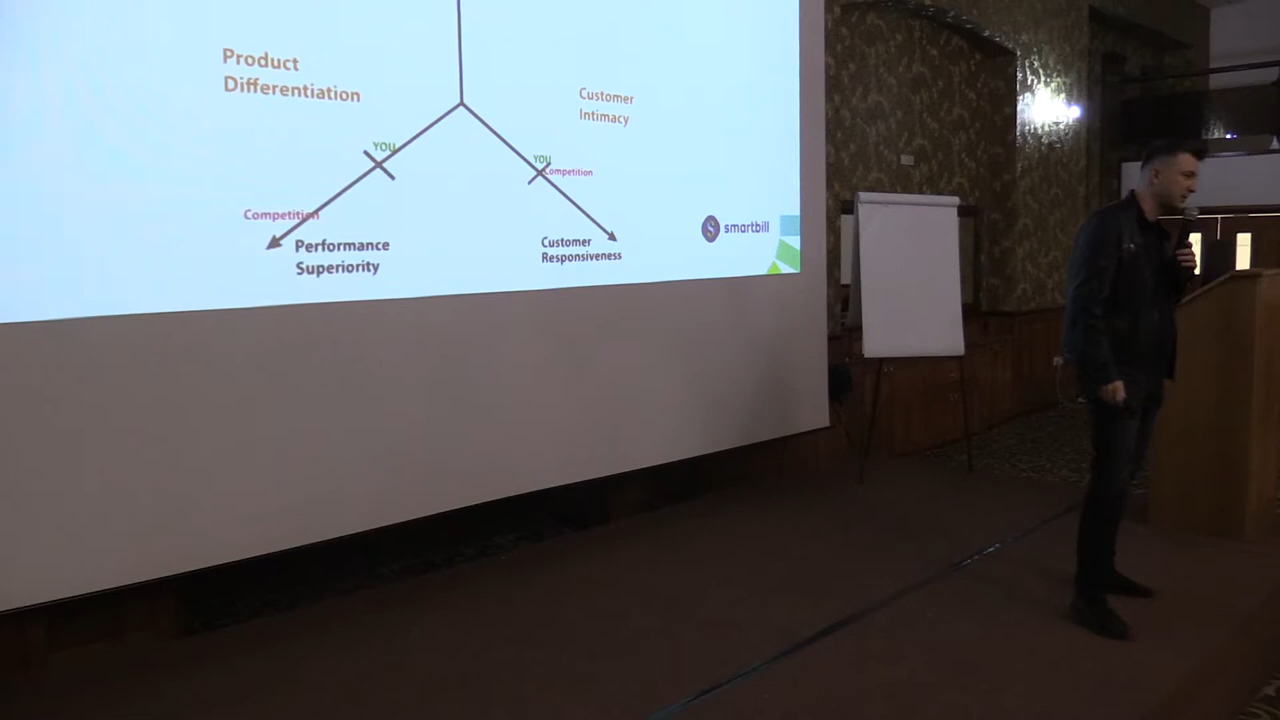 Product
Differentiation
Customer
Intimacy
YOU
YOU
Competition
Competition
Performance
Superiority
Customer
Responsiveness
smartbill